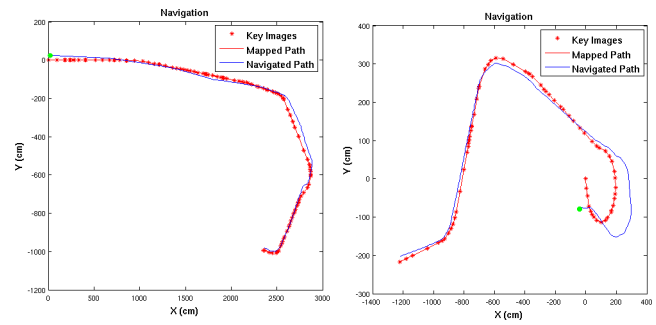 Navigation
400
200
0
-200
-400
-600
-800
-1000
-1200
Y (cm)
Key Images
Mapped Path
Navigated Path
0 500 1000 1500 2000 2500 3000
X (cm)
Navigation
400
300
200
100
0
-100
-200
-300
Y (cm)
Key Images
Mapped Path
Navigated Path
-1400 -1200 -1000 -800 -600 -400 -200 0 200 400
X (cm)